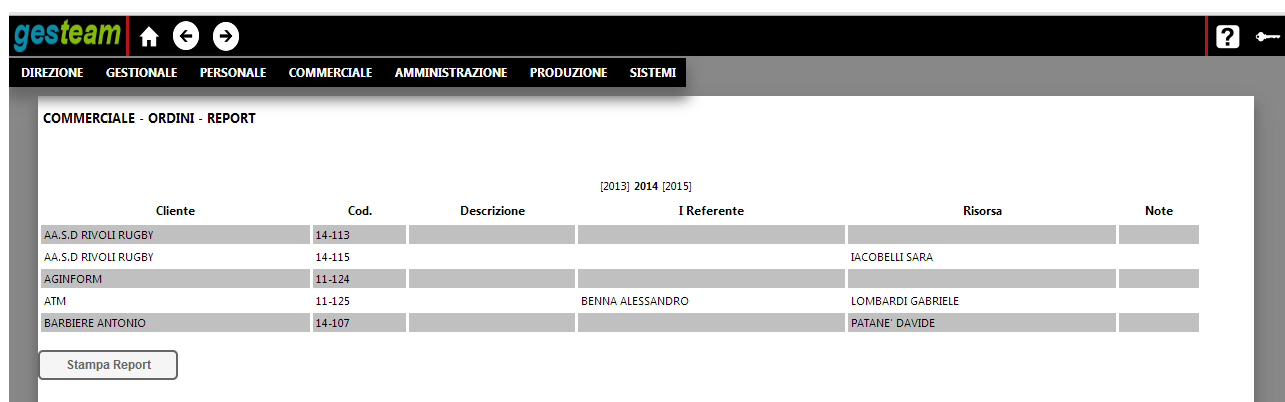 gesteam ?
DIREZIONE GESTIONALE PERSONALE COMMERCIALE AMMINISTRAZIONE PRODUZIONE SISTEMI
COMMERCIALE - ORDINI - REPORT
[2013] 2014 [2015]
Cliente Cod. Descrizione I Referente Risorsa Note
AA.S.D RIVOLI RUGBY 14-113
AA.S.D RIVOLI RUGBY 14-115 IACOBELLI SARA
AGINFORM 11-124
ATM 11-125 BENNA ALESSANDRO LOMBARDI GABRIELE
BARBIERE ANTONIO 14-107 PATANE' DAVIDE
Stampa Report